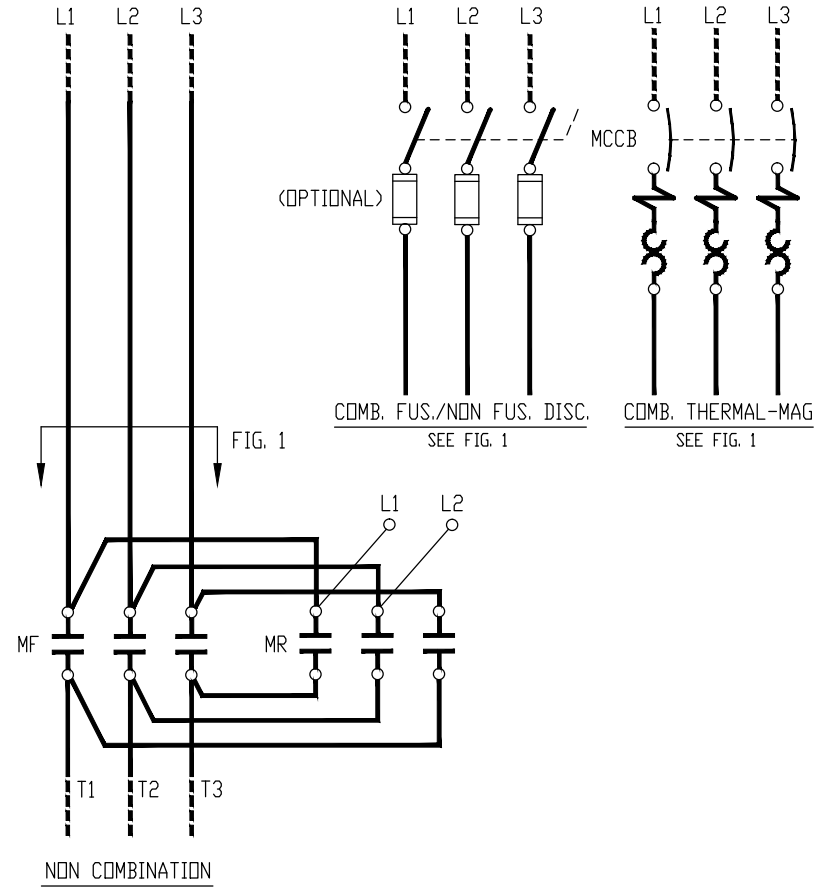 L1 L2 L3
L1 L2 L3
L1 L2 L3
MCCB
(OPTIONAL)
COMB. FUS./NON FUS. DISC.
SEE FIG. 1
COMB. THERMAL-MAG
SEE FIG. 1
FIG. 1
L1 L2
MF
MR
T1 T2 T3
NON COMBINATION